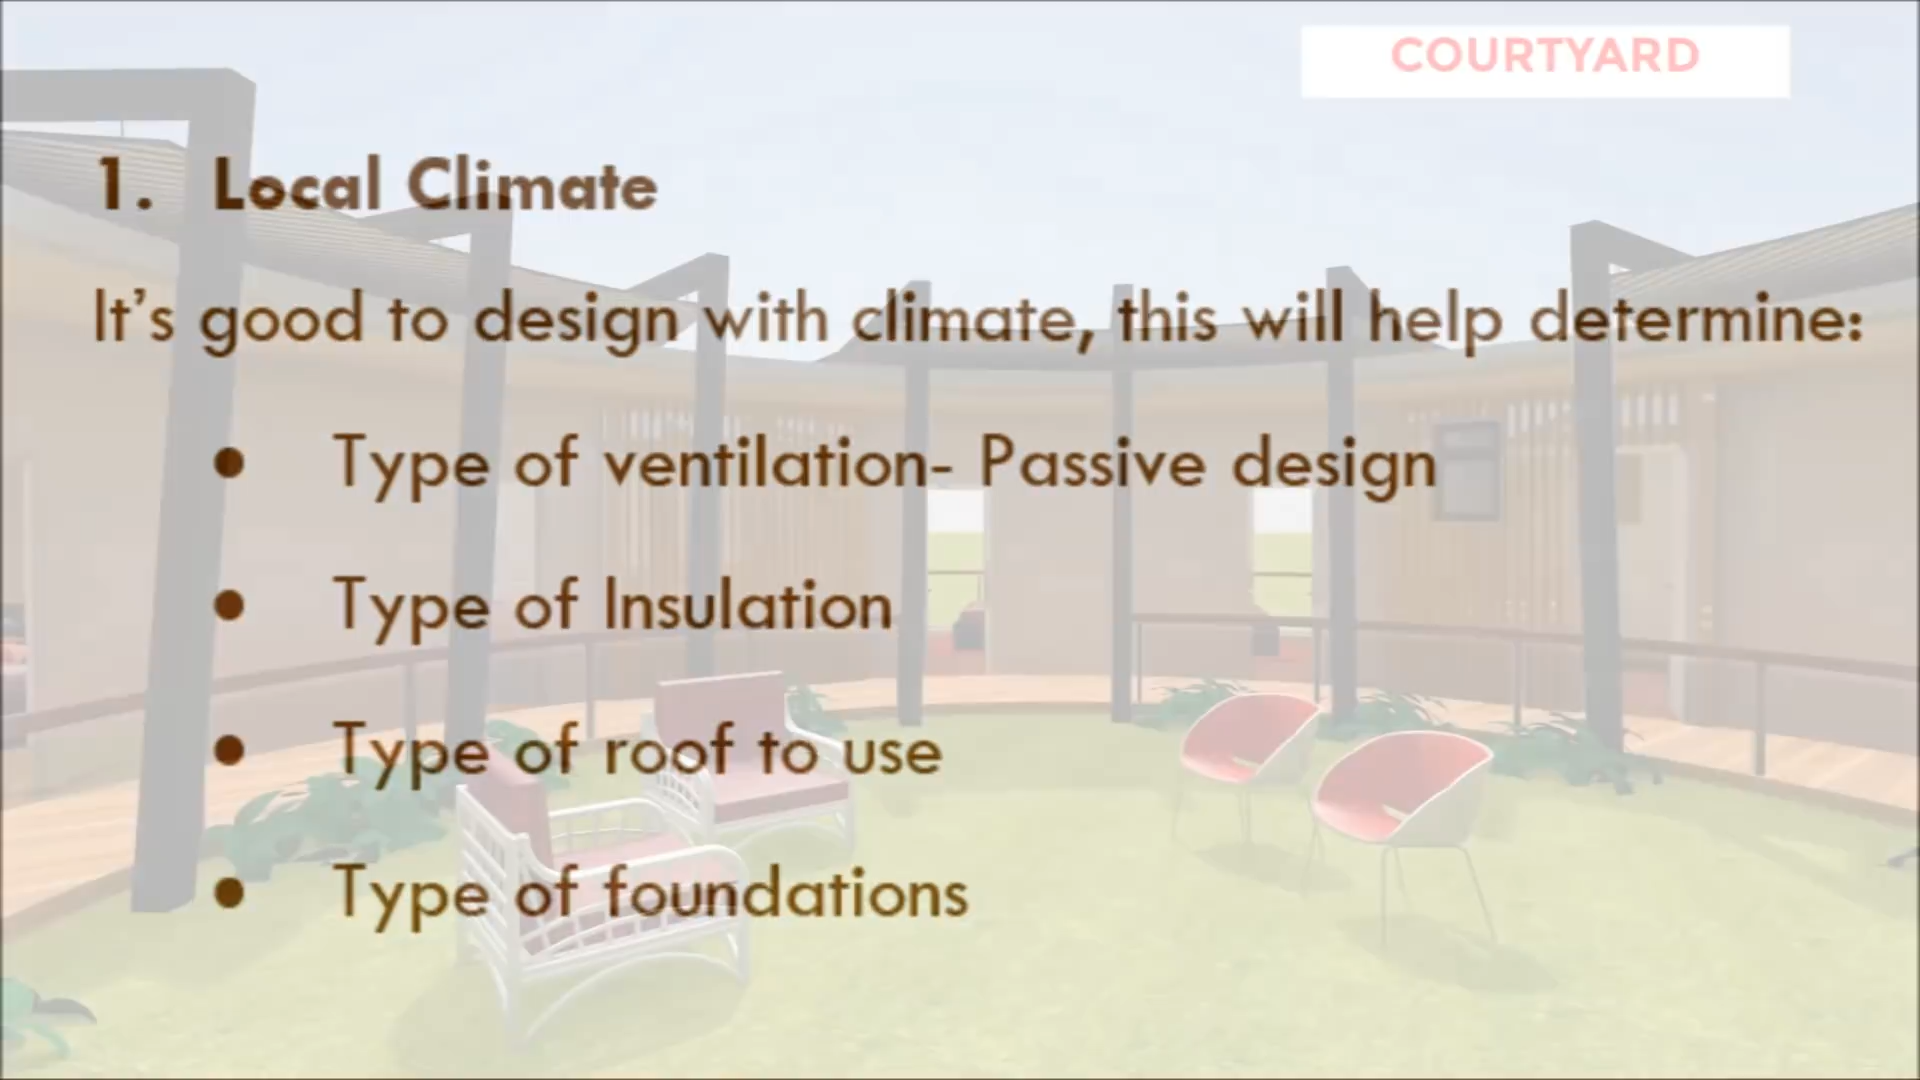 COURTYARD
1. Local Climate
It's good to design with climate, this will help determine:
● Type of ventilation- Passive design
● Type of Insulation
● Type of roof to use
● Type of foundations